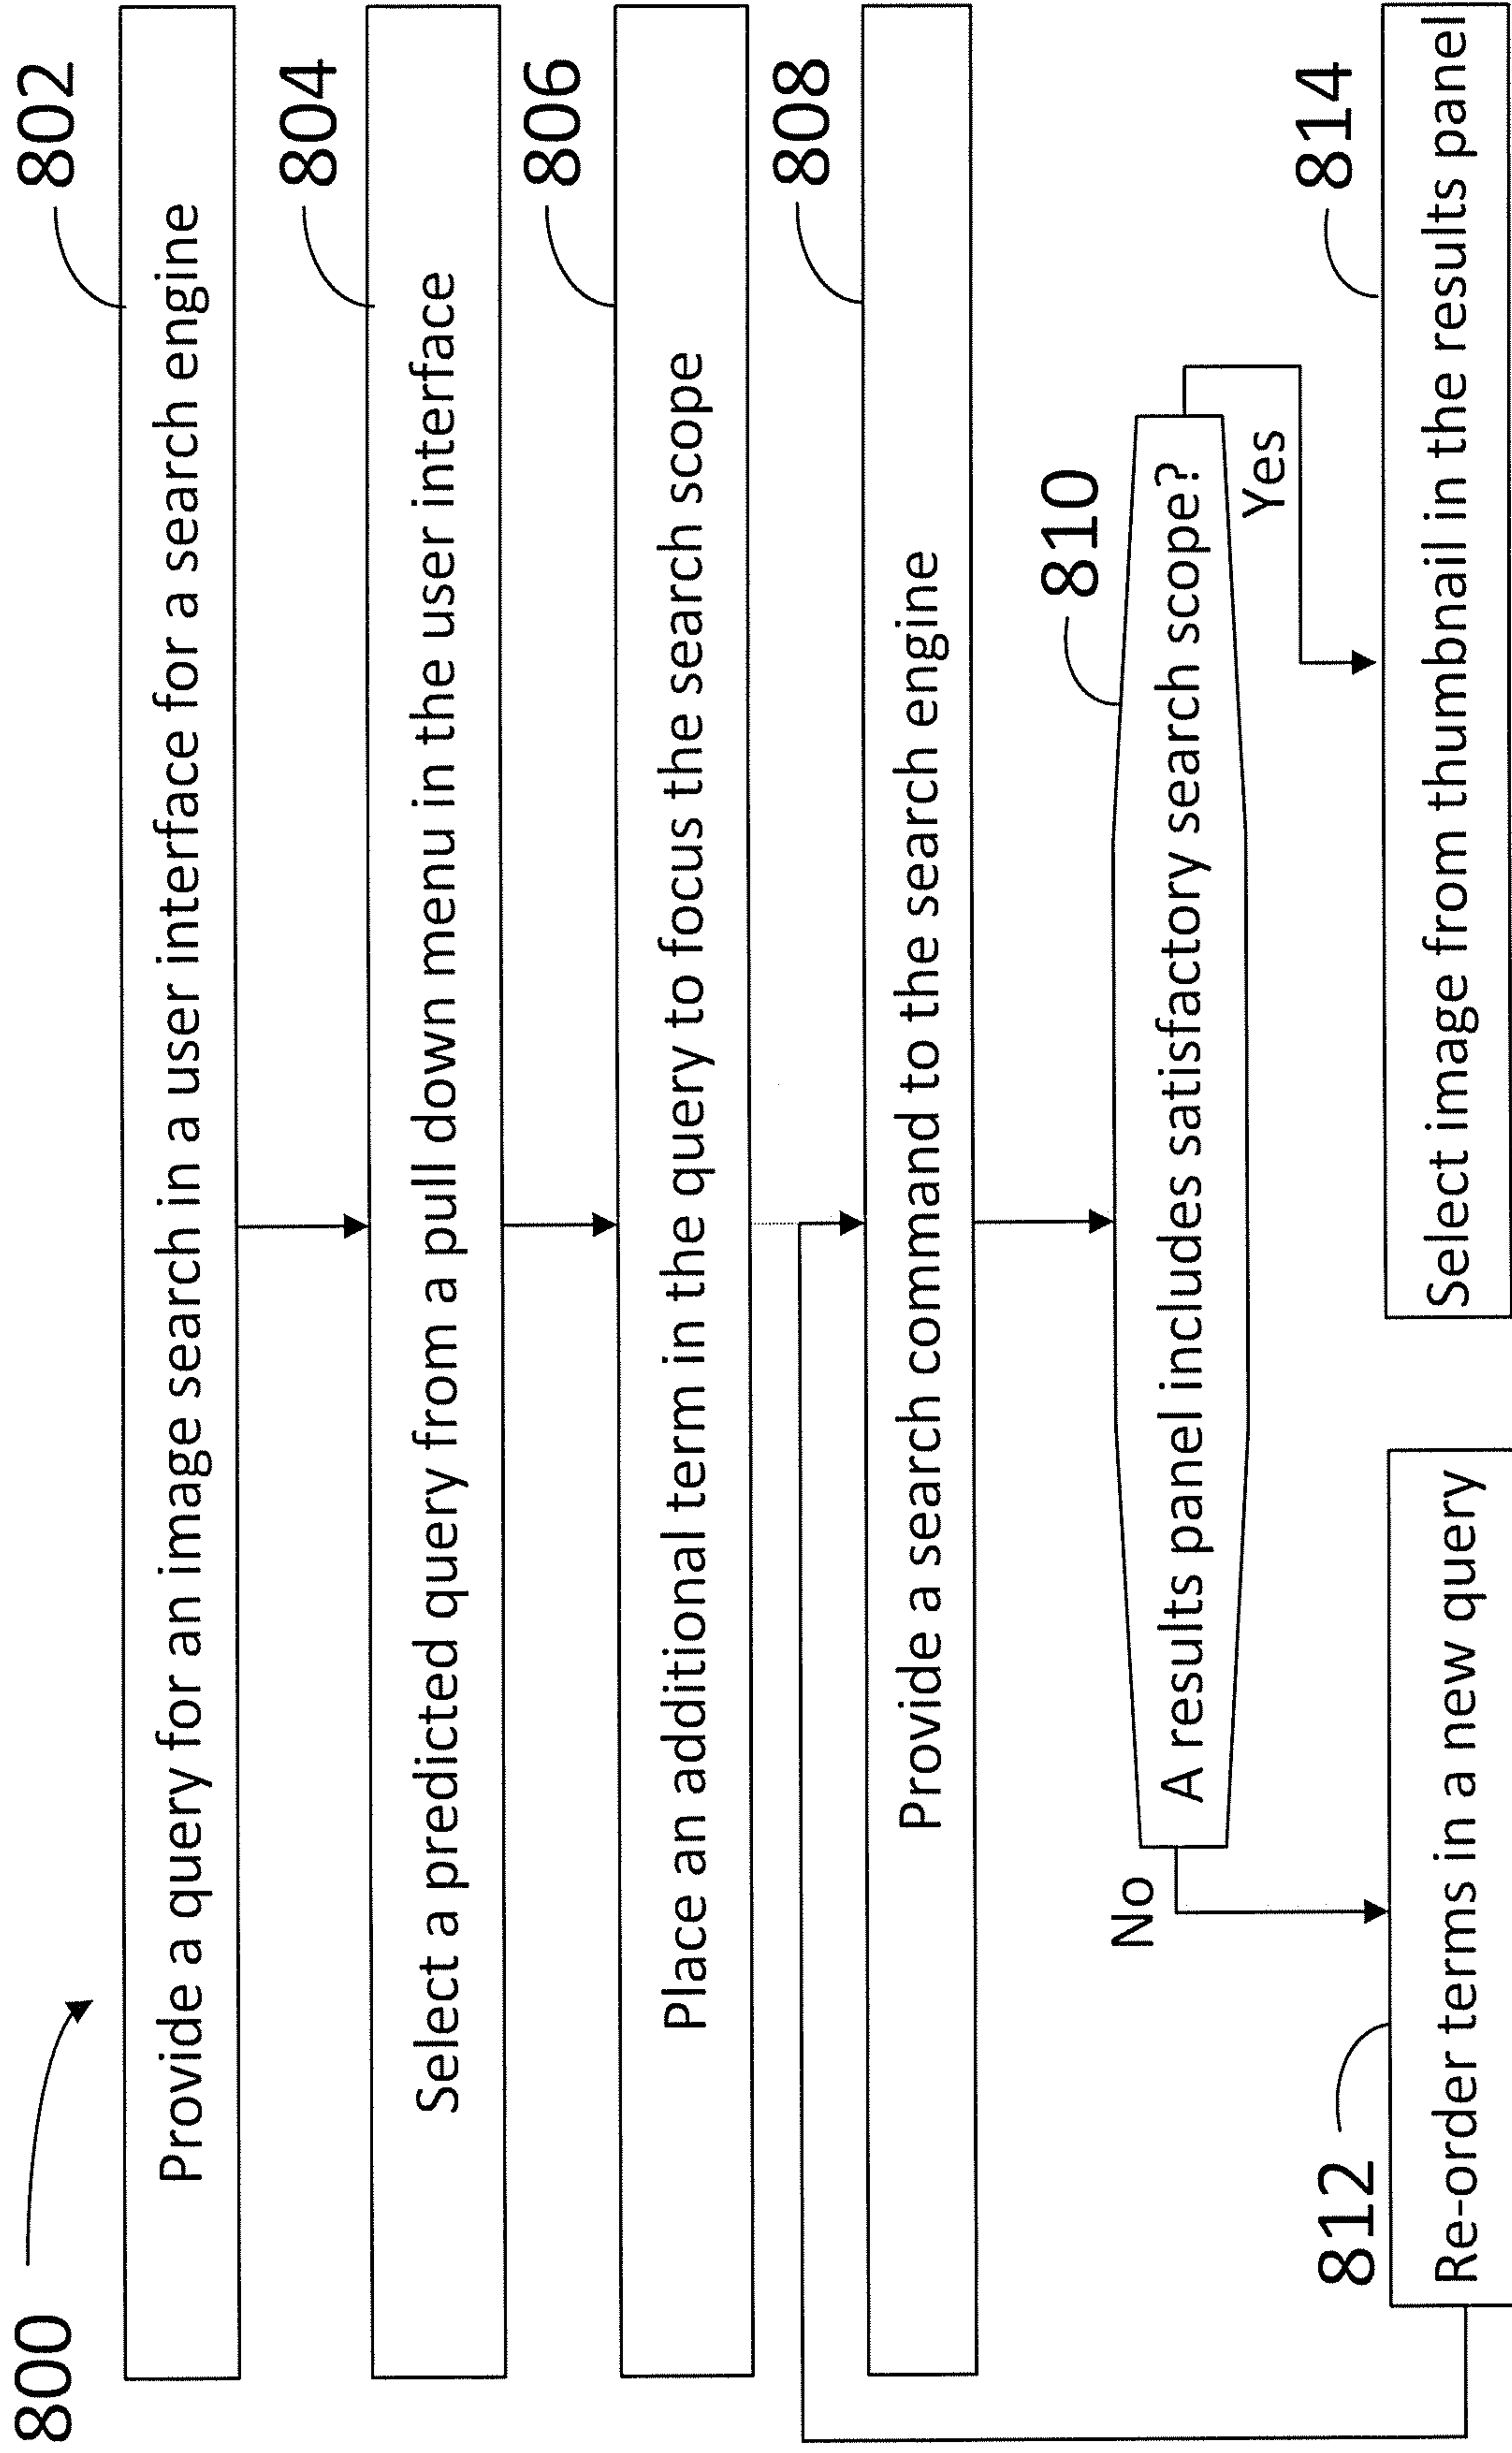 800
802
Provide a query for an image search in a user interface for a search engine
804
Select a predicted query from a pull down menu in the user interface
806
Place an additional term in the query to focus the search scope
808
Provide a search command to the search engine
810
A results panel includes satisfactory search scope?
No
Yes
812
Re-order terms in a new query
814
Select image from thumbnail in the results panel